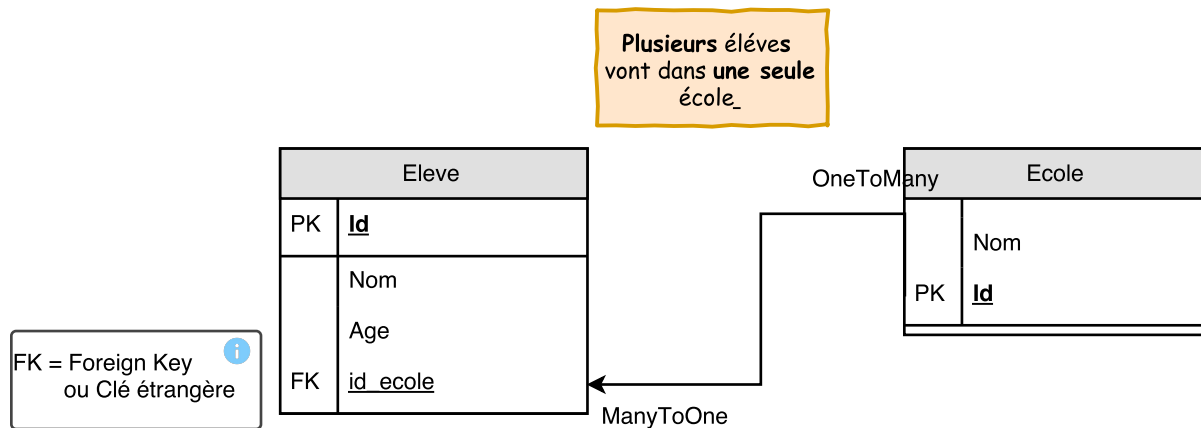 Plusieurs éléves
vont dans une seule
école_
Eleve
PK Id
Nom
Age
FK id_ecole
OneToMany
Ecole
Nom
PK Id
ManyToOne
FK = Foreign Key
ou Clé étrangère
i